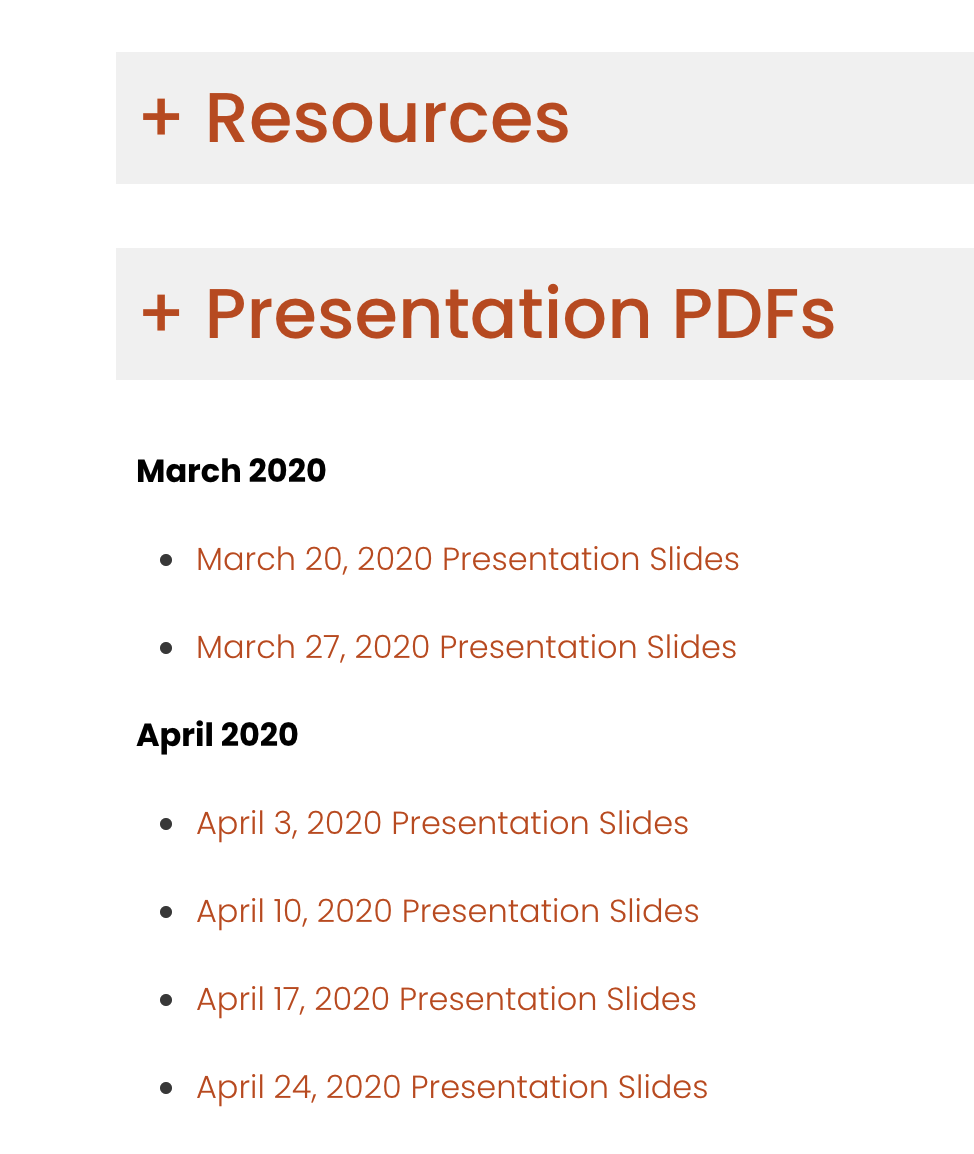 + Resources
+ Presentation PDFs
March 2020
March 20, 2020 Presentation Slides
March 27, 2020 Presentation Slides
April 2020
April 3, 2020 Presentation Slides
April 10, 2020 Presentation Slides
April 17, 2020 Presentation Slides
April 24, 2020 Presentation Slides